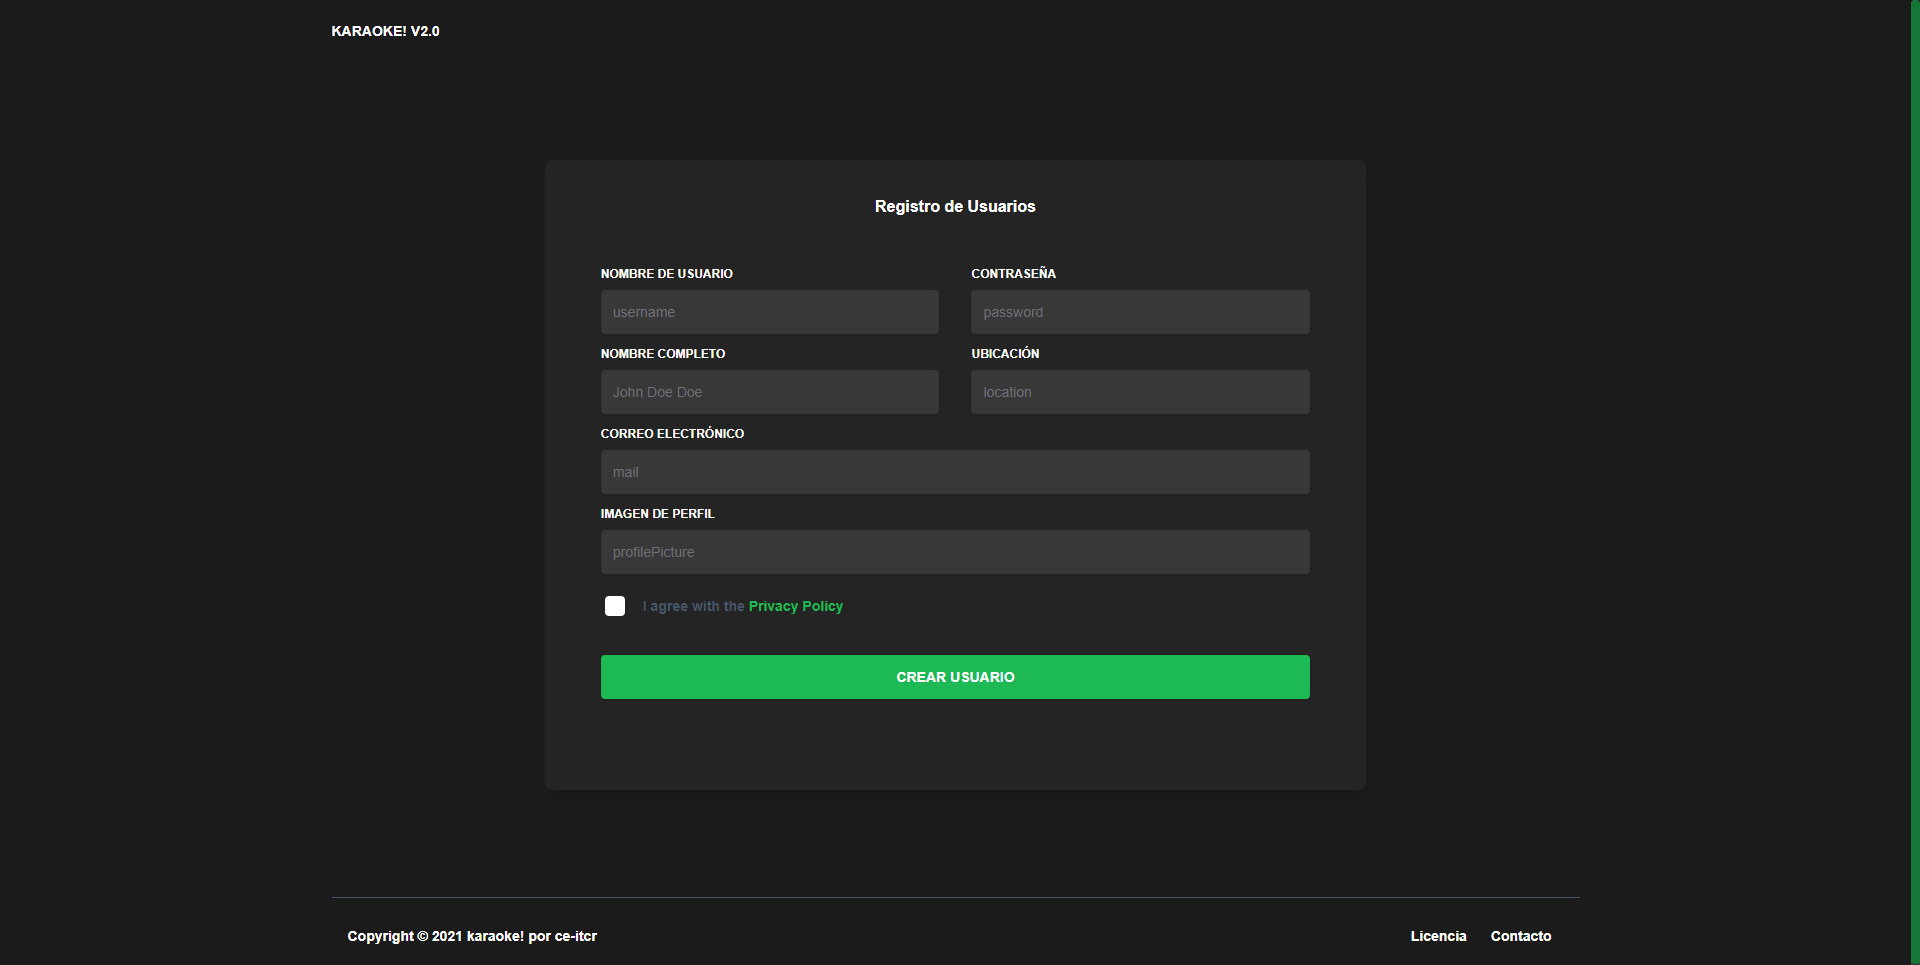 KARAOKE! V2.0
Registro de Usuarios
NOMBRE DE USUARIO
CONTRASEÑA
username
password
NOMBRE COMPLETO
UBICACIÓN
John Doe Doe
location
CORREO ELECTRÓNICO
mail
IMAGEN DE PERFIL
profilePicture
I agree with the Privacy Policy
CREAR USUARIO
Copyright © 2021 karaoke! por ce-itcr
Licencia
Contacto